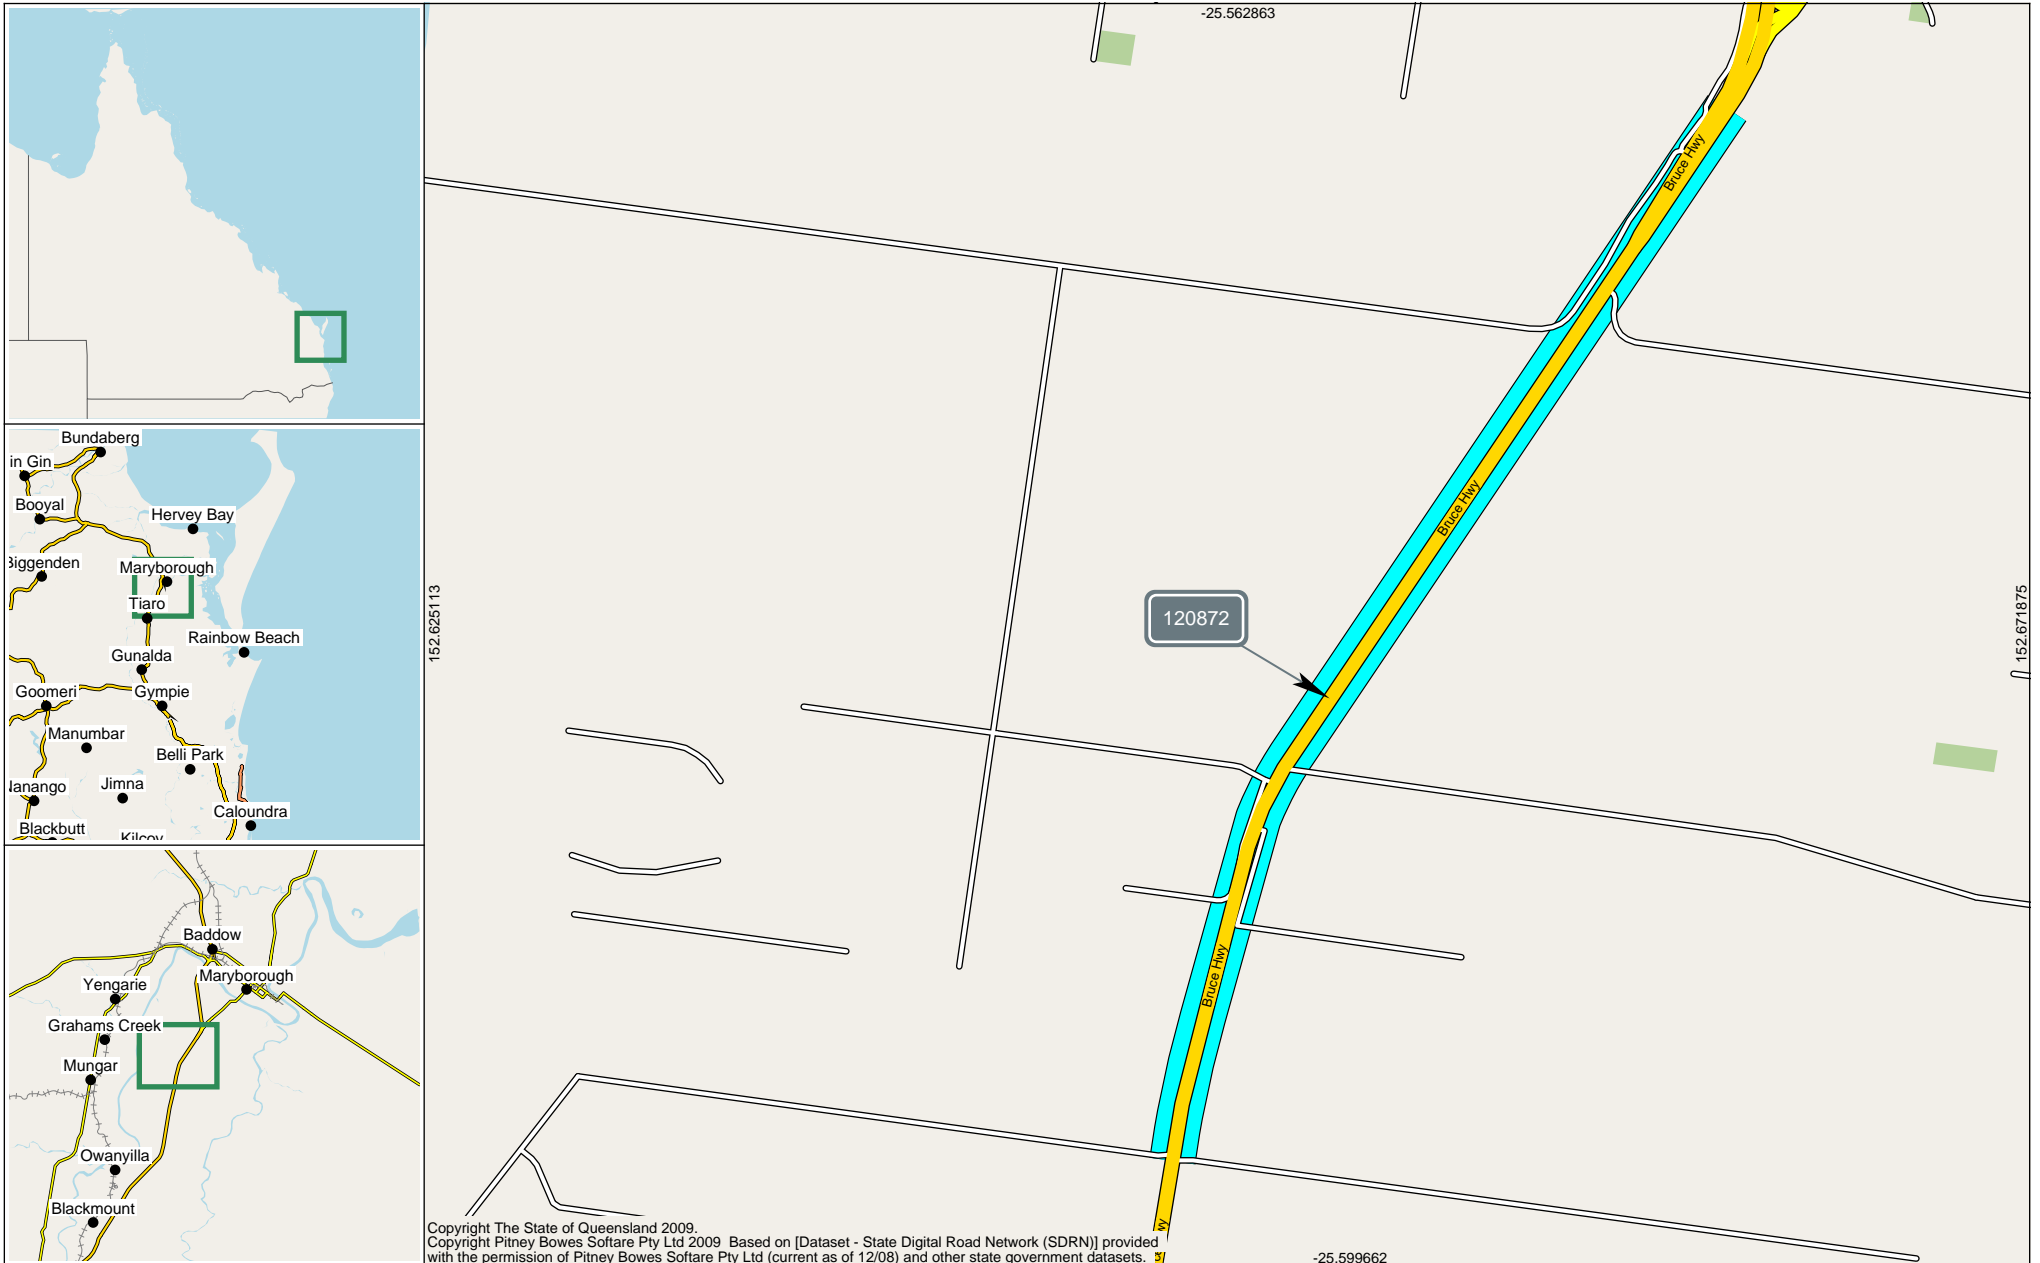 -25.562863
Bruce Hwy
Bundaberg
in Gin
Booyal
Hervey Bay
Biggenden
Maryborough
Tiaro
Rainbow Beach
Gunalda
Goomeri
Gympie
Manumbar
Belli Park
Jimna
Nanango
Caloundra
Blackbutt
Kilcoy
152.625113
Bruce Hwy
120872
152.671875
Baddow
Maryborough
Yengarie
Grahams Creek
Mungar
Owanyilla
Blackmount
Bruce Hwy
Copyright The State of Queensland 2009.
Copyright Pitney Bowes Softare Pty Ltd 2009 Based on [Dataset - State Digital Road Network (SDRN)] provided
with the permission of Pitney Bowes Softare Pty Ltd (current as of 12/08) and other state government datasets.
-25.599662